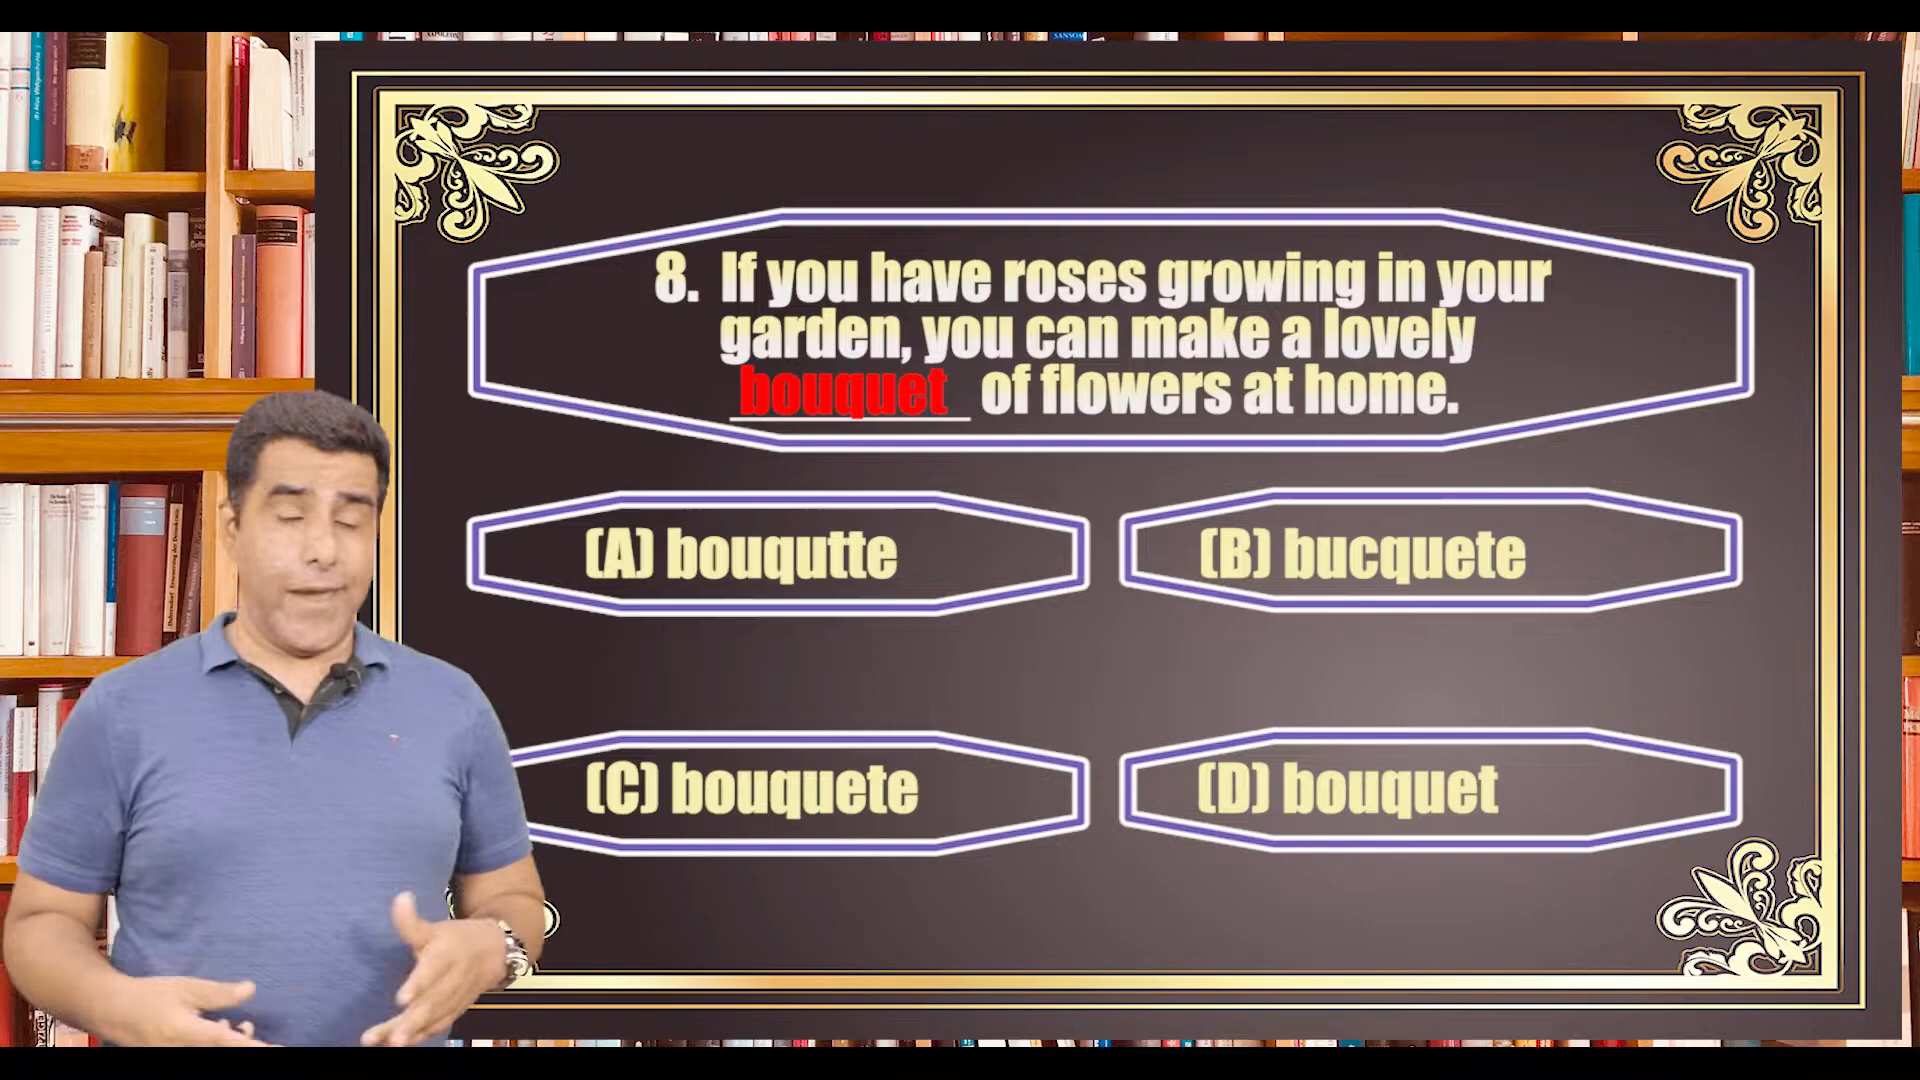 SANSOM
8. If you have roses growing in your
garden, you can make a lovely
bouquet of flowers at home.
(A) bouqutte
(B) bucquete
(C) bouquete
(D) bouquet